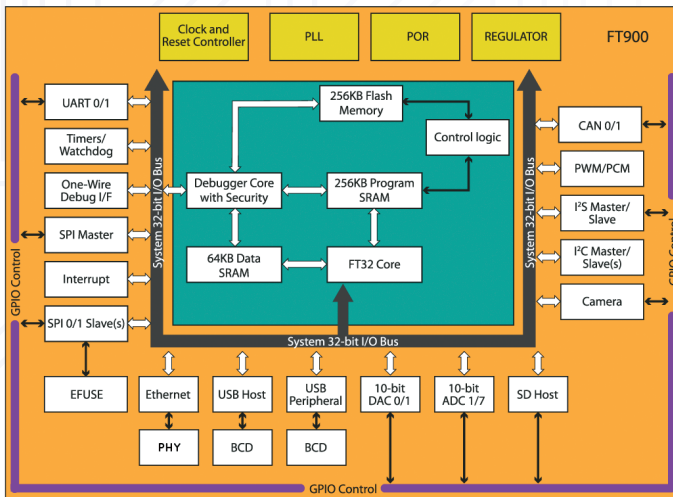 Clock and
Reset Controller
PLL
POR
REGULATOR
FT900
UART 0/1
Timers/
Watchdog
One-Wire
Debug I/F
SPI Master
Interrupt
SPI 0/1 Slave(s)
EFUSE
GPIO Control
System 32-bit I/O Bus
256KB Flash
Memory
Control logic
Debugger Core
with Security
256KB Program
SRAM
64KB Data
SRAM
FT32 Core
System 32-bit I/O Bus
System 32-bit I/O Bus
CAN 0/1
PWM/PCM
I²S Master/
Slave
I²C Master/
Slave(s)
Camera
GPIO Control
Ethernet
USB Host
USB
Peripheral
10-bit
DAC 0/1
10-bit
ADC 1/7
SD Host
PHY
BCD
BCD
GPIO Control